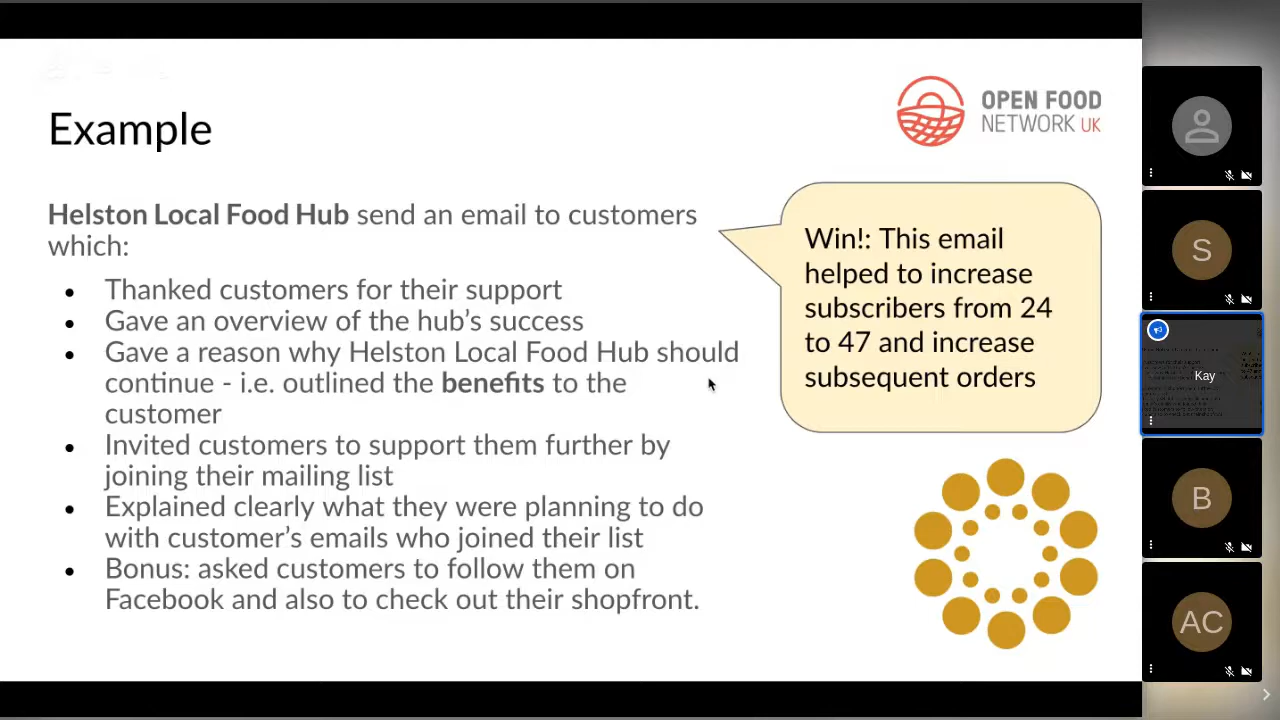 Example
OPEN FOOD
NETWORK UK
Helston Local Food Hub send an email to customers
which:
Thanked customers for their support
Gave an overview of the hub's success
Gave a reason why Helston Local Food Hub should
continue - i.e. outlined the benefits to the
customer
Invited customers to support them further by
joining their mailing list
Explained clearly what they were planning to do
with customer's emails who joined their list
Bonus: asked customers to follow them on
Facebook and also to check out their shopfront.
Win!: This email
helped to increase
subscribers from 24
to 47 and increase
subsequent orders
S
Kay
B
AC